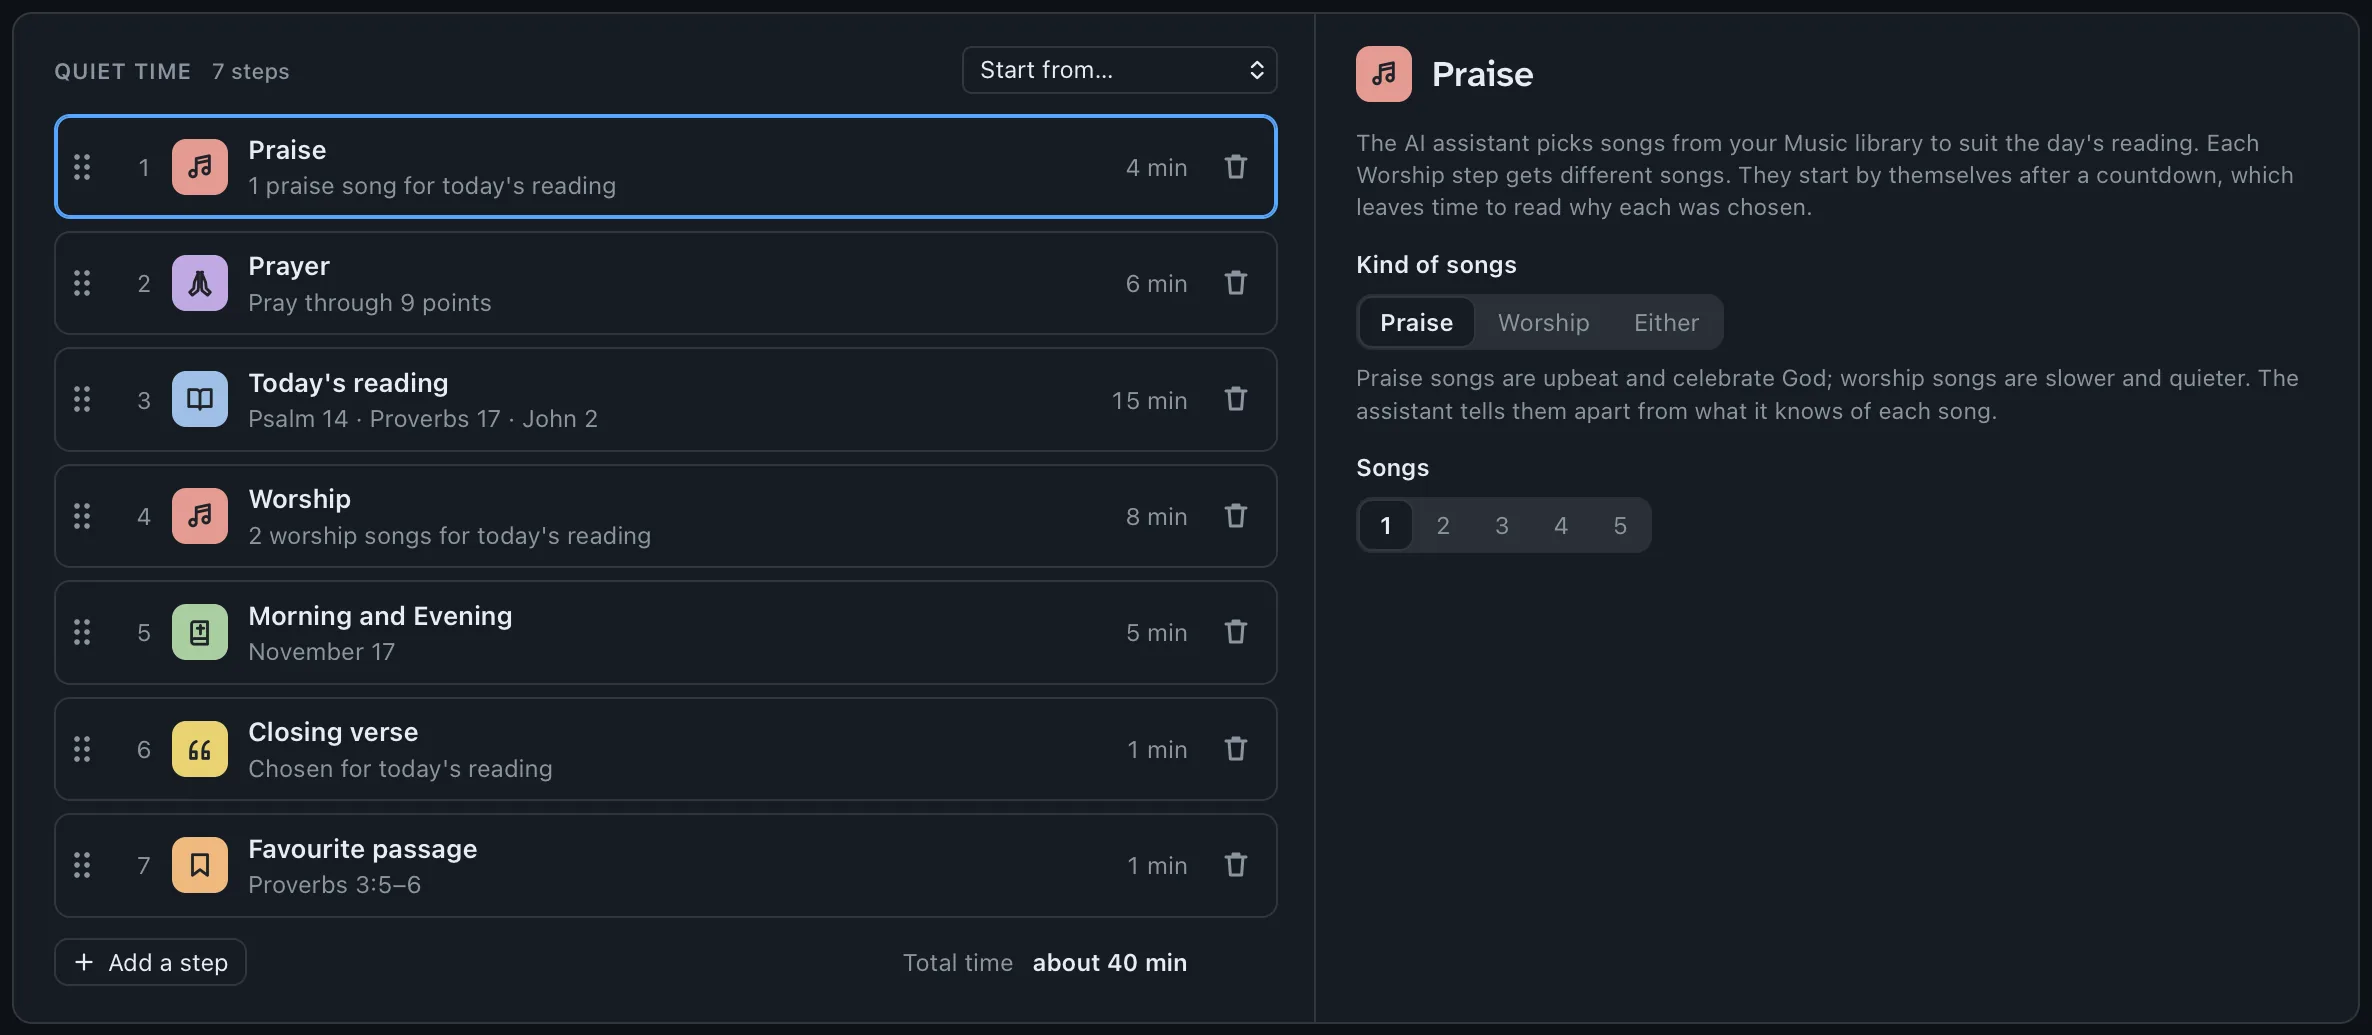 QUIET TIME 7 steps
Start from...
1
Praise
1 praise song for today's reading
4 min
2
Prayer
Pray through 9 points
6 min
3
Today's reading
Psalm 14 · Proverbs 17 · John 2
15 min
4
Worship
2 worship songs for today's reading
8 min
5
Morning and Evening
November 17
5 min
6
Closing verse
Chosen for today's reading
1 min
7
Favourite passage
Proverbs 3:5–6
1 min
+ Add a step
Total time about 40 min
Praise
The AI assistant picks songs from your Music library to suit the day's reading. Each
Worship step gets different songs. They start by themselves after a countdown, which
leaves time to read why each was chosen.
Kind of songs
Praise Worship Either
Praise songs are upbeat and celebrate God; worship songs are slower and quieter. The
assistant tells them apart from what it knows of each song.
Songs
1 2 3 4 5